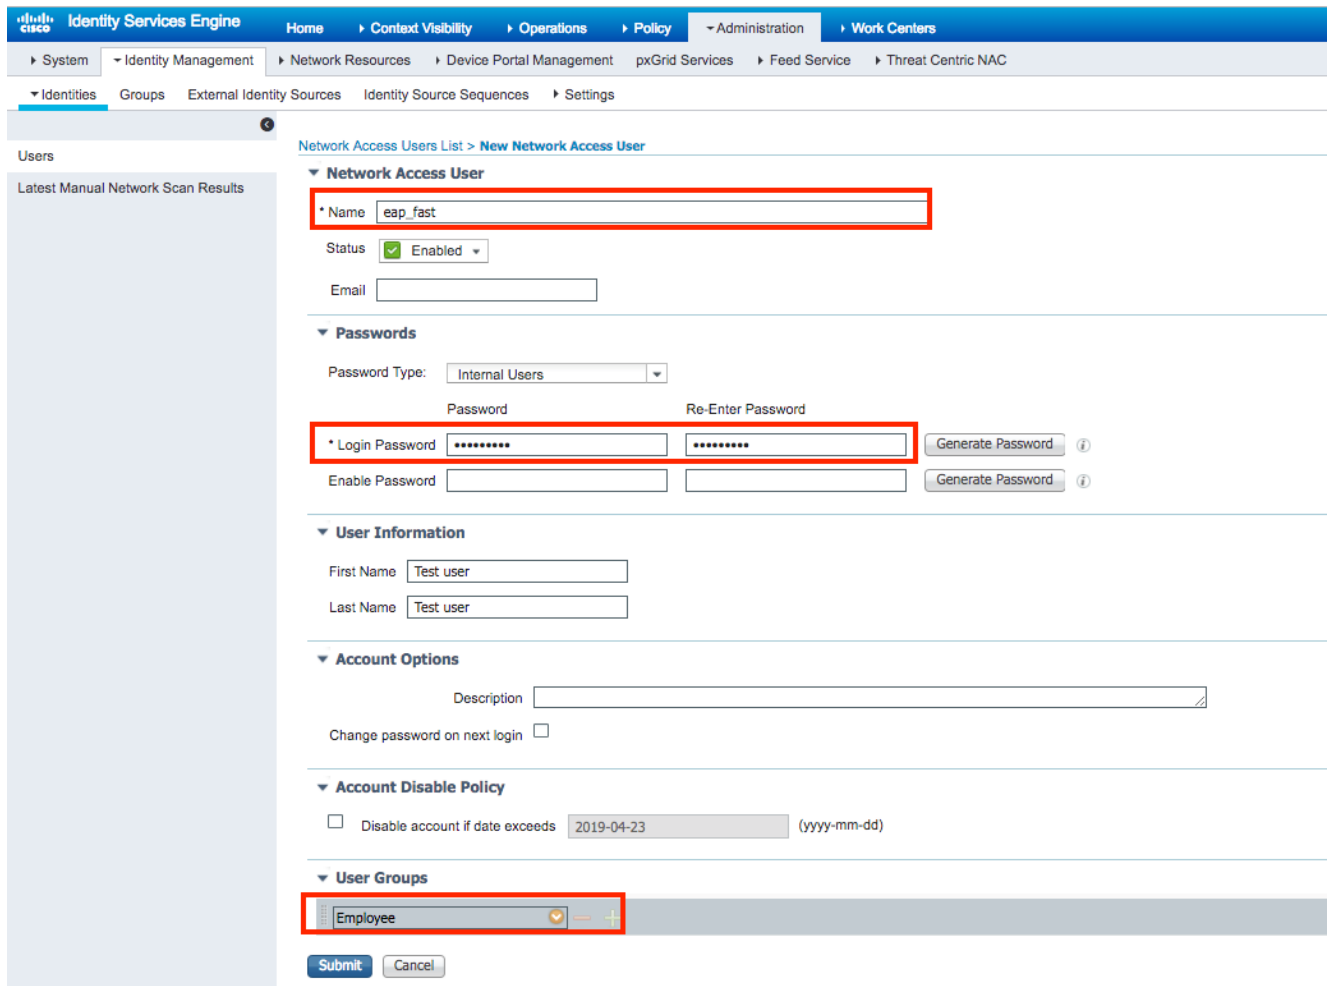 cisco Identity Services Engine Home Context Visibility Operations Policy Administration Work Centers
System Identity Management Network Resources Device Portal Management pxGrid Services Feed Service Threat Centric NAC
Identities Groups External Identity Sources Identity Source Sequences Settings
Users
Latest Manual Network Scan Results
Network Access Users List > New Network Access User
Network Access User
* Name eap_fast
Status Enabled
Email
Passwords
Password Type: Internal Users
Password Re-Enter Password
* Login Password ••••••••• ••••••••• Generate Password i
Enable Password Generate Password i
User Information
First Name Test user
Last Name Test user
Account Options
Description
Change password on next login
Account Disable Policy
Disable account if date exceeds 2019-04-23 (yyyy-mm-dd)
User Groups
Employee
Submit Cancel